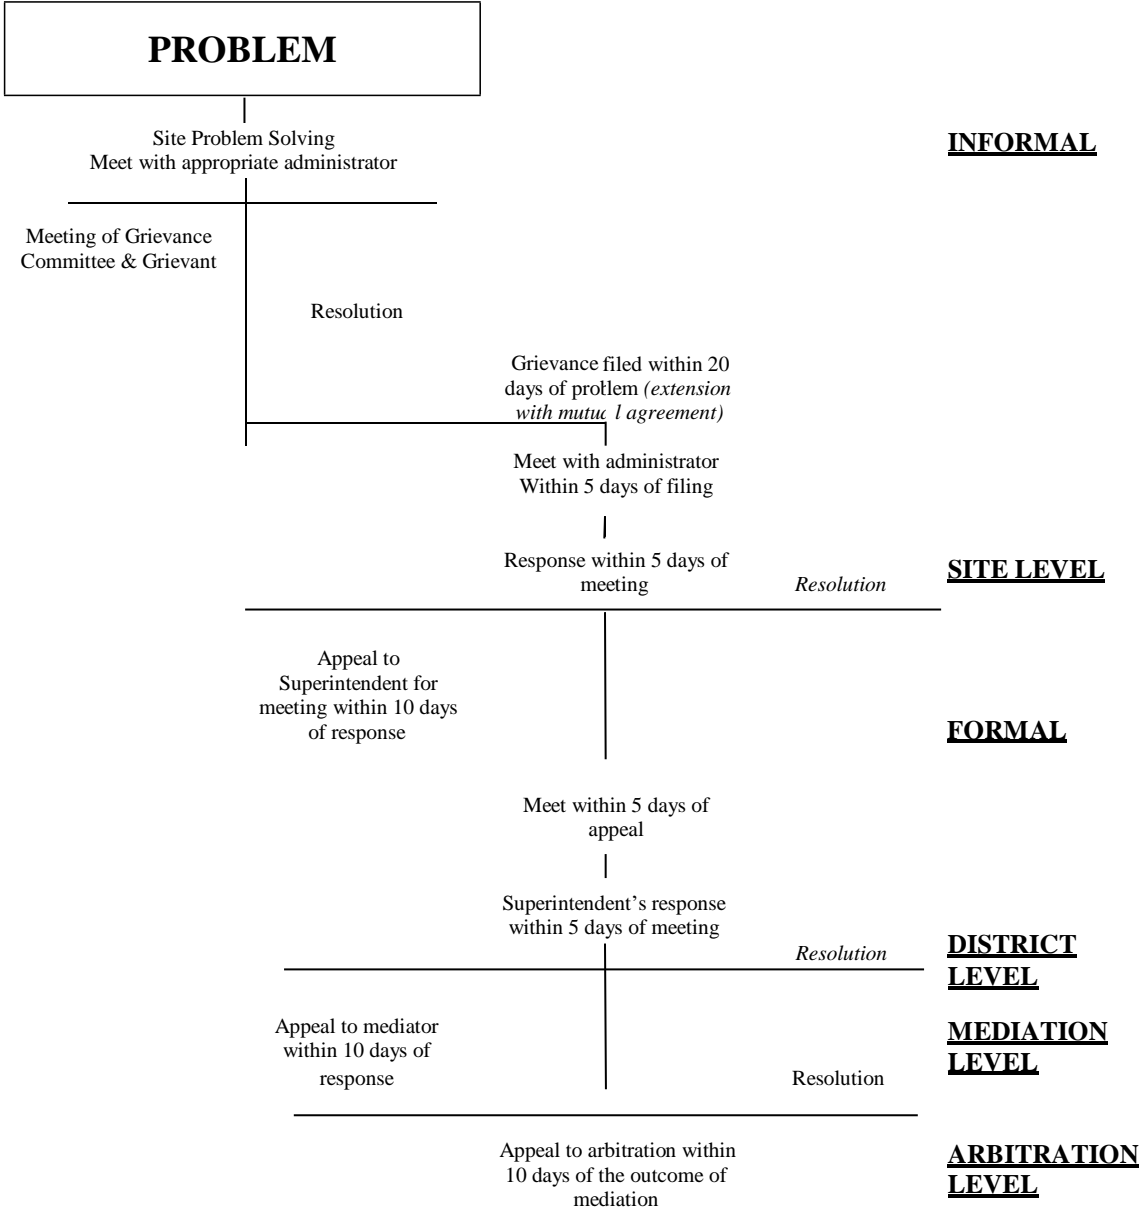 PROBLEM
Site Problem Solving
Meet with appropriate administrator
INFORMAL
Meeting of Grievance
Committee & Grievant
Resolution
Grievance filed within 20
days of problem (extension
with mutual agreement)
Meet with administrator
Within 5 days of filing
Response within 5 days of
meeting
Resolution
SITE LEVEL
Appeal to
Superintendent for
meeting within 10 days
of response
FORMAL
Meet within 5 days of
appeal
Superintendent’s response
within 5 days of meeting
Resolution
DISTRICT
LEVEL
Appeal to mediator
within 10 days of
response
Resolution
MEDIATION
LEVEL
Appeal to arbitration within
10 days of the outcome of
mediation
ARBITRATION
LEVEL